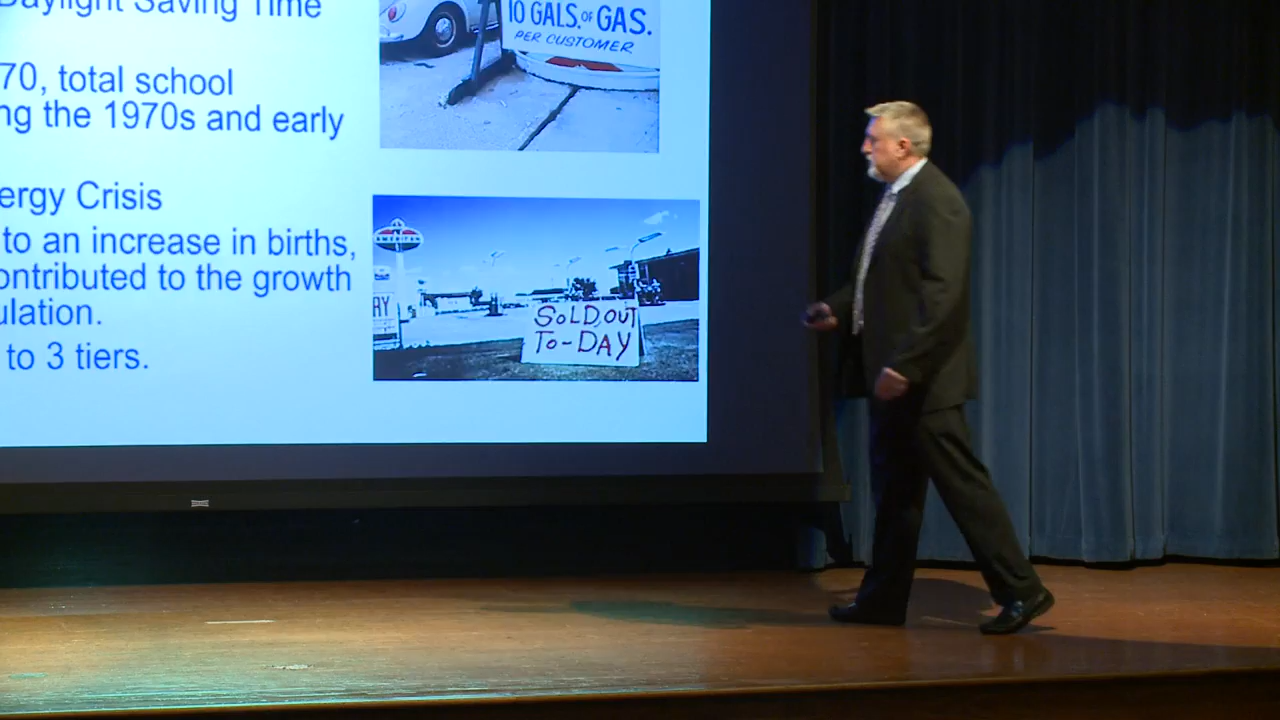 Daylight Saving Time
70, total school
ng the 1970s and early
ergy Crisis
to an increase in births,
ontributed to the growth
ulation.
to 3 tiers.
10 GALS. OF GAS.
PER CUSTOMER
AMERICAN
RY
SOLD OUT
TO-DAY